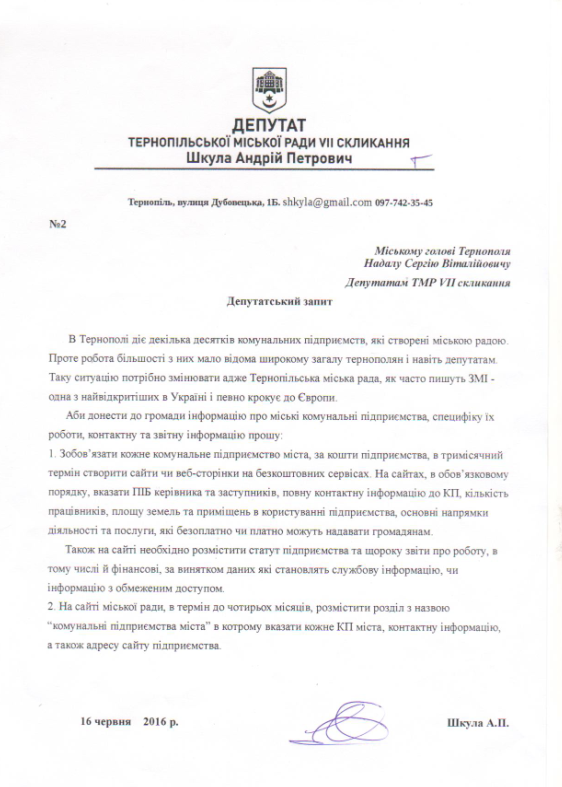 ДЕПУТАТ
ТЕРНОПІЛЬСЬКОЇ МІСЬКОЇ РАДИ VII СКЛИКАННЯ
Шкула Андрій Петрович
Тернопіль, вулиця Дубовецька, 1Б. shkyla@gmail.com 097-742-35-45
№2
Міському голові Тернополя
Надалу Сергію Віталійовичу
Депутатам ТМР VII скликання
Депутатський запит
В Тернополі діє декілька десятків комунальних підприємств, які створені міською радою.
Проте робота більшості з них мало відома широкому загалу тернополян і навіть депутатам.
Таку ситуацію потрібно змінювати адже Тернопільська міська рада, як часто пишуть ЗМІ -
одна з найвідкритіших в Україні і певно крокує до Європи.
Аби донести до громади інформацію про міські комунальні підприємства, специфіку їх
роботи, контактну та звітну інформацію прошу:
1. Зобов’язати кожне комунальне підприємство міста, за кошти підприємства, в тримісячний
термін створити сайти чи веб-сторінки на безкоштовних сервісах. На сайтах, в обов’язковому
порядку, вказати ПІБ керівника та заступників, повну контактну інформацію до КП, кількість
працівників, площу земель та приміщень в користуванні підприємства, основні напрямки
діяльності та послуги, які безоплатно чи платно можуть надавати громадянам.
Також на сайті необхідно розмістити статут підприємства та щороку звіти про роботу, в
тому числі й фінансові, за винятком даних які становлять службову інформацію, чи
інформацію з обмеженим доступом.
2. На сайті міської ради, в термін до чотирьох місяців, розмістити розділ з назвою
“комунальні підприємства міста” в котрому вказати кожне КП міста, контактну інформацію,
а також адресу сайту підприємства.
16 червня 2016 р.
Шкула А.П.